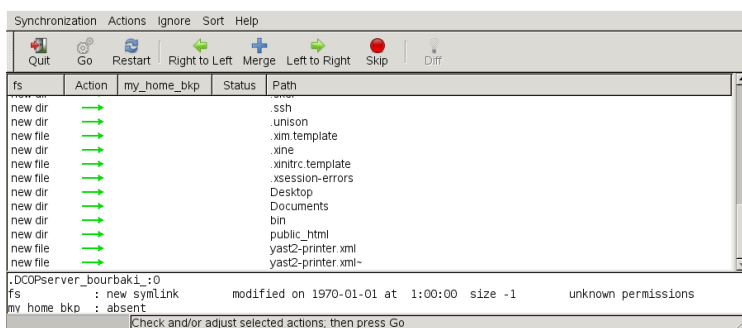 Synchronization Actions Ignore Sort Help
Quit Go Restart Right to Left Merge Left to Right Skip Diff
fs Action my_home_bkp Status Path
new dir .ssh
new dir .unison
new file .xim.template
new dir .xine
new file .xinitrc.template
new file .xsession-errors
new dir Desktop
new dir Documents
new dir bin
new dir public_html
new file yast2-printer.xml
new file yast2-printer.xml~
.DCOPserver_bourbaki_:0
fs : new symlink modified on 1970-01-01 at 1:00:00 size -1 unknown permissions
my_home_bkp : absent
Check and/or adjust selected actions; then press Go